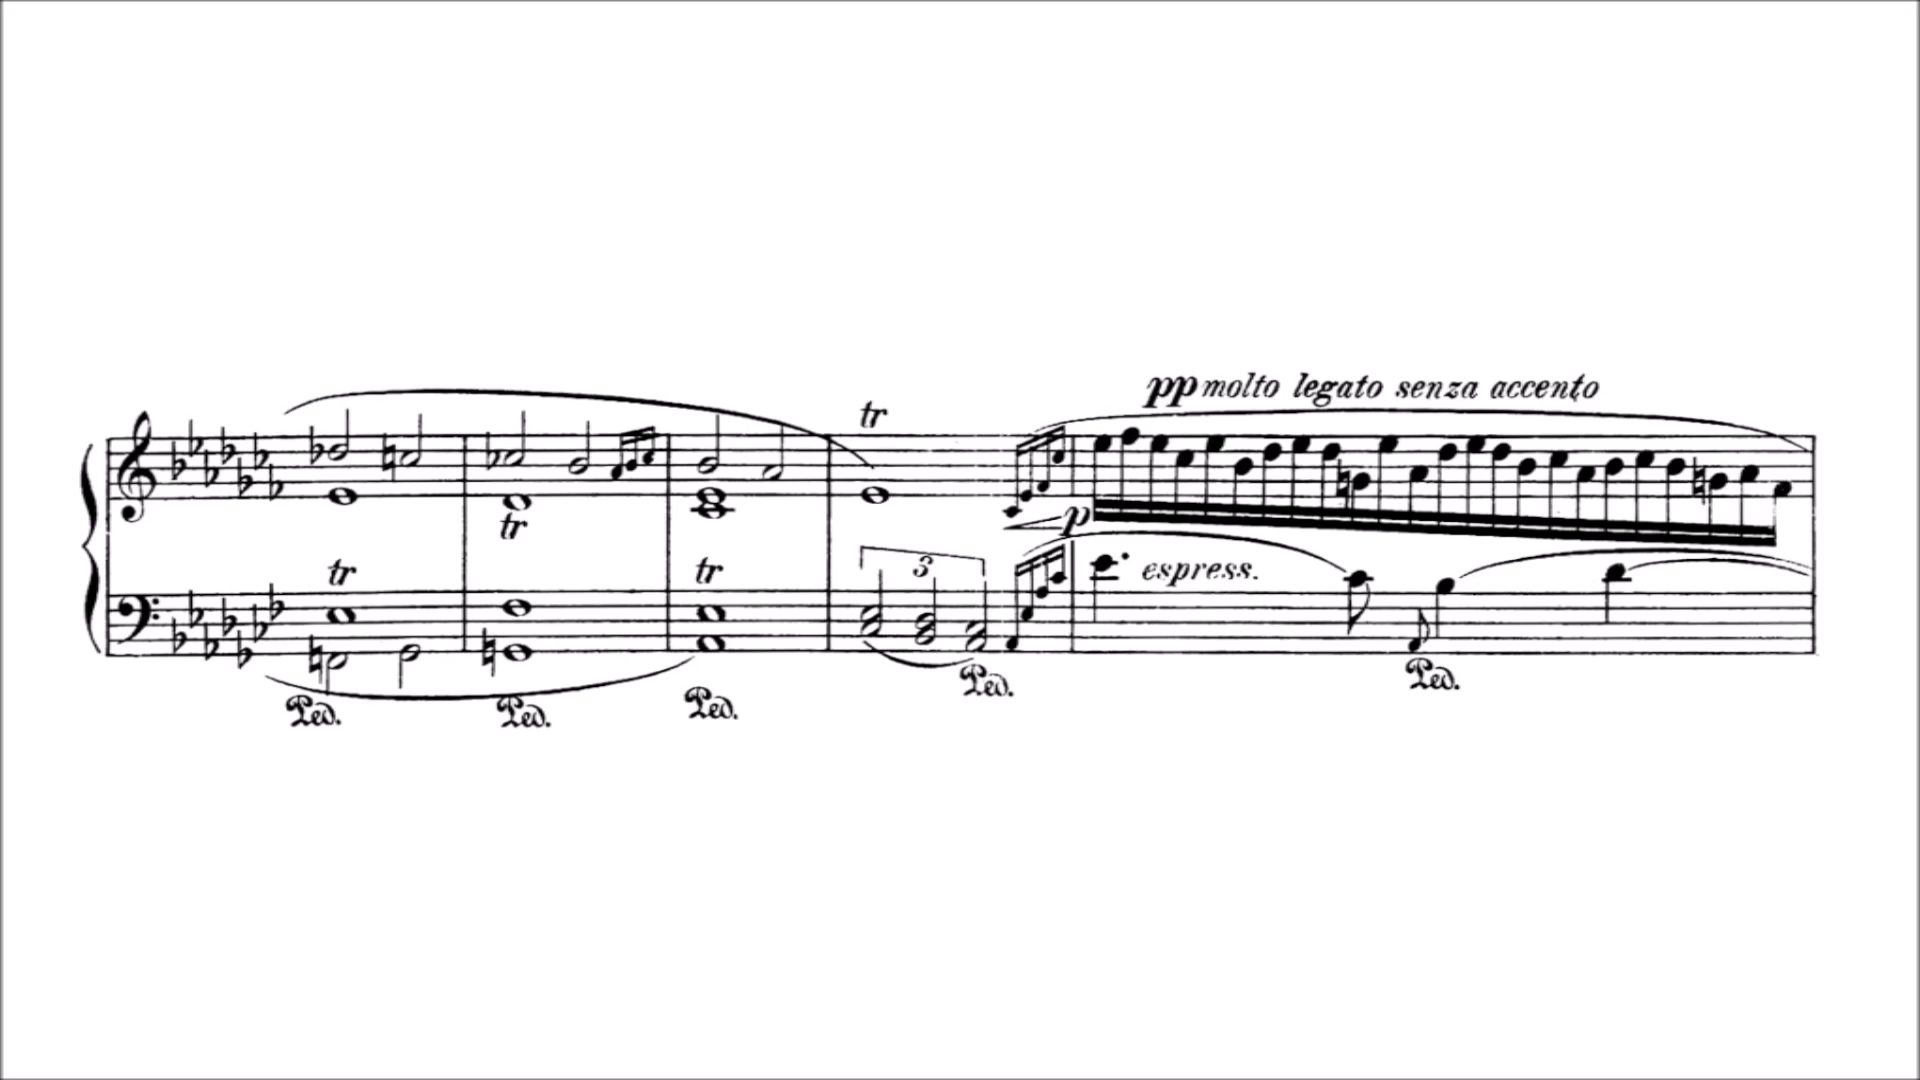 pp molto legato senza accento
tr
tr
p
tr
tr
3
espress.
Ped.
Ped.
Ped.
Ped.
Ped.